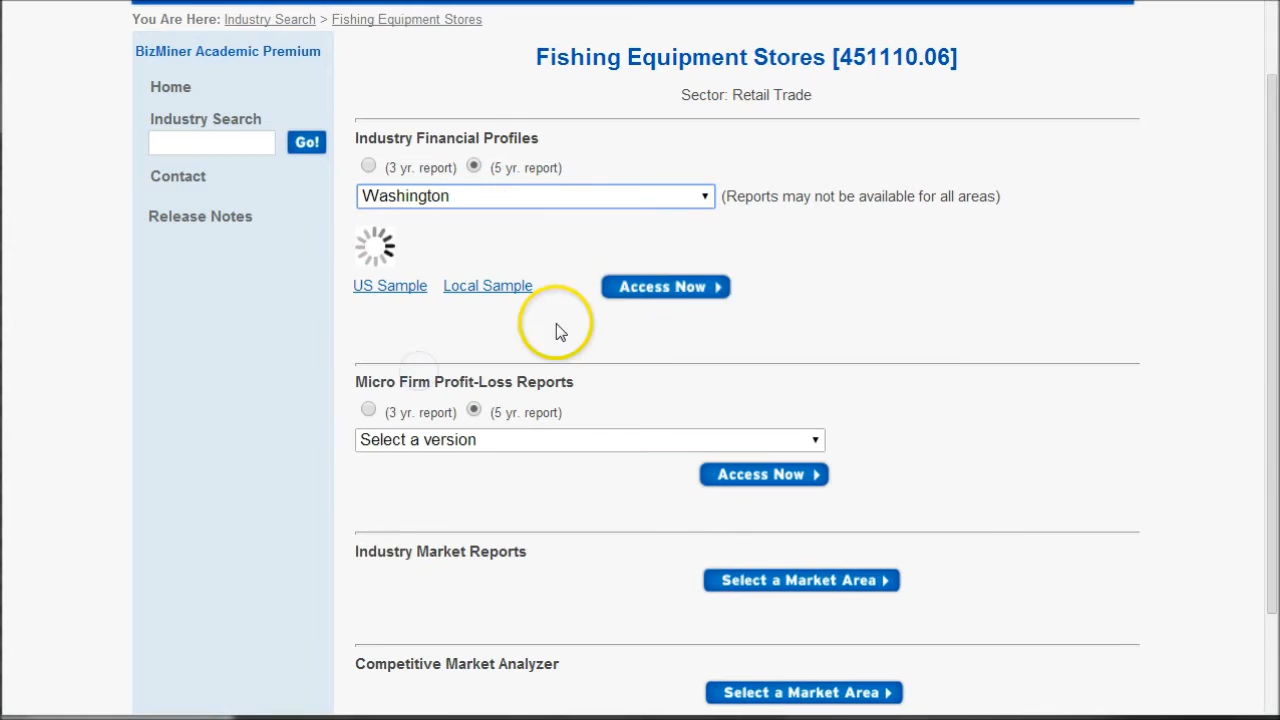 You Are Here: Industry Search > Fishing Equipment Stores
BizMiner Academic Premium
Home
Industry Search
Go!
Contact
Release Notes
Fishing Equipment Stores [451110.06]
Sector: Retail Trade
Industry Financial Profiles
(3 yr. report) (5 yr. report)
Washington (Reports may not be available for all areas)
US Sample Local Sample Access Now
Micro Firm Profit-Loss Reports
(3 yr. report) (5 yr. report)
Select a version
Access Now
Industry Market Reports
Select a Market Area
Competitive Market Analyzer
Select a Market Area